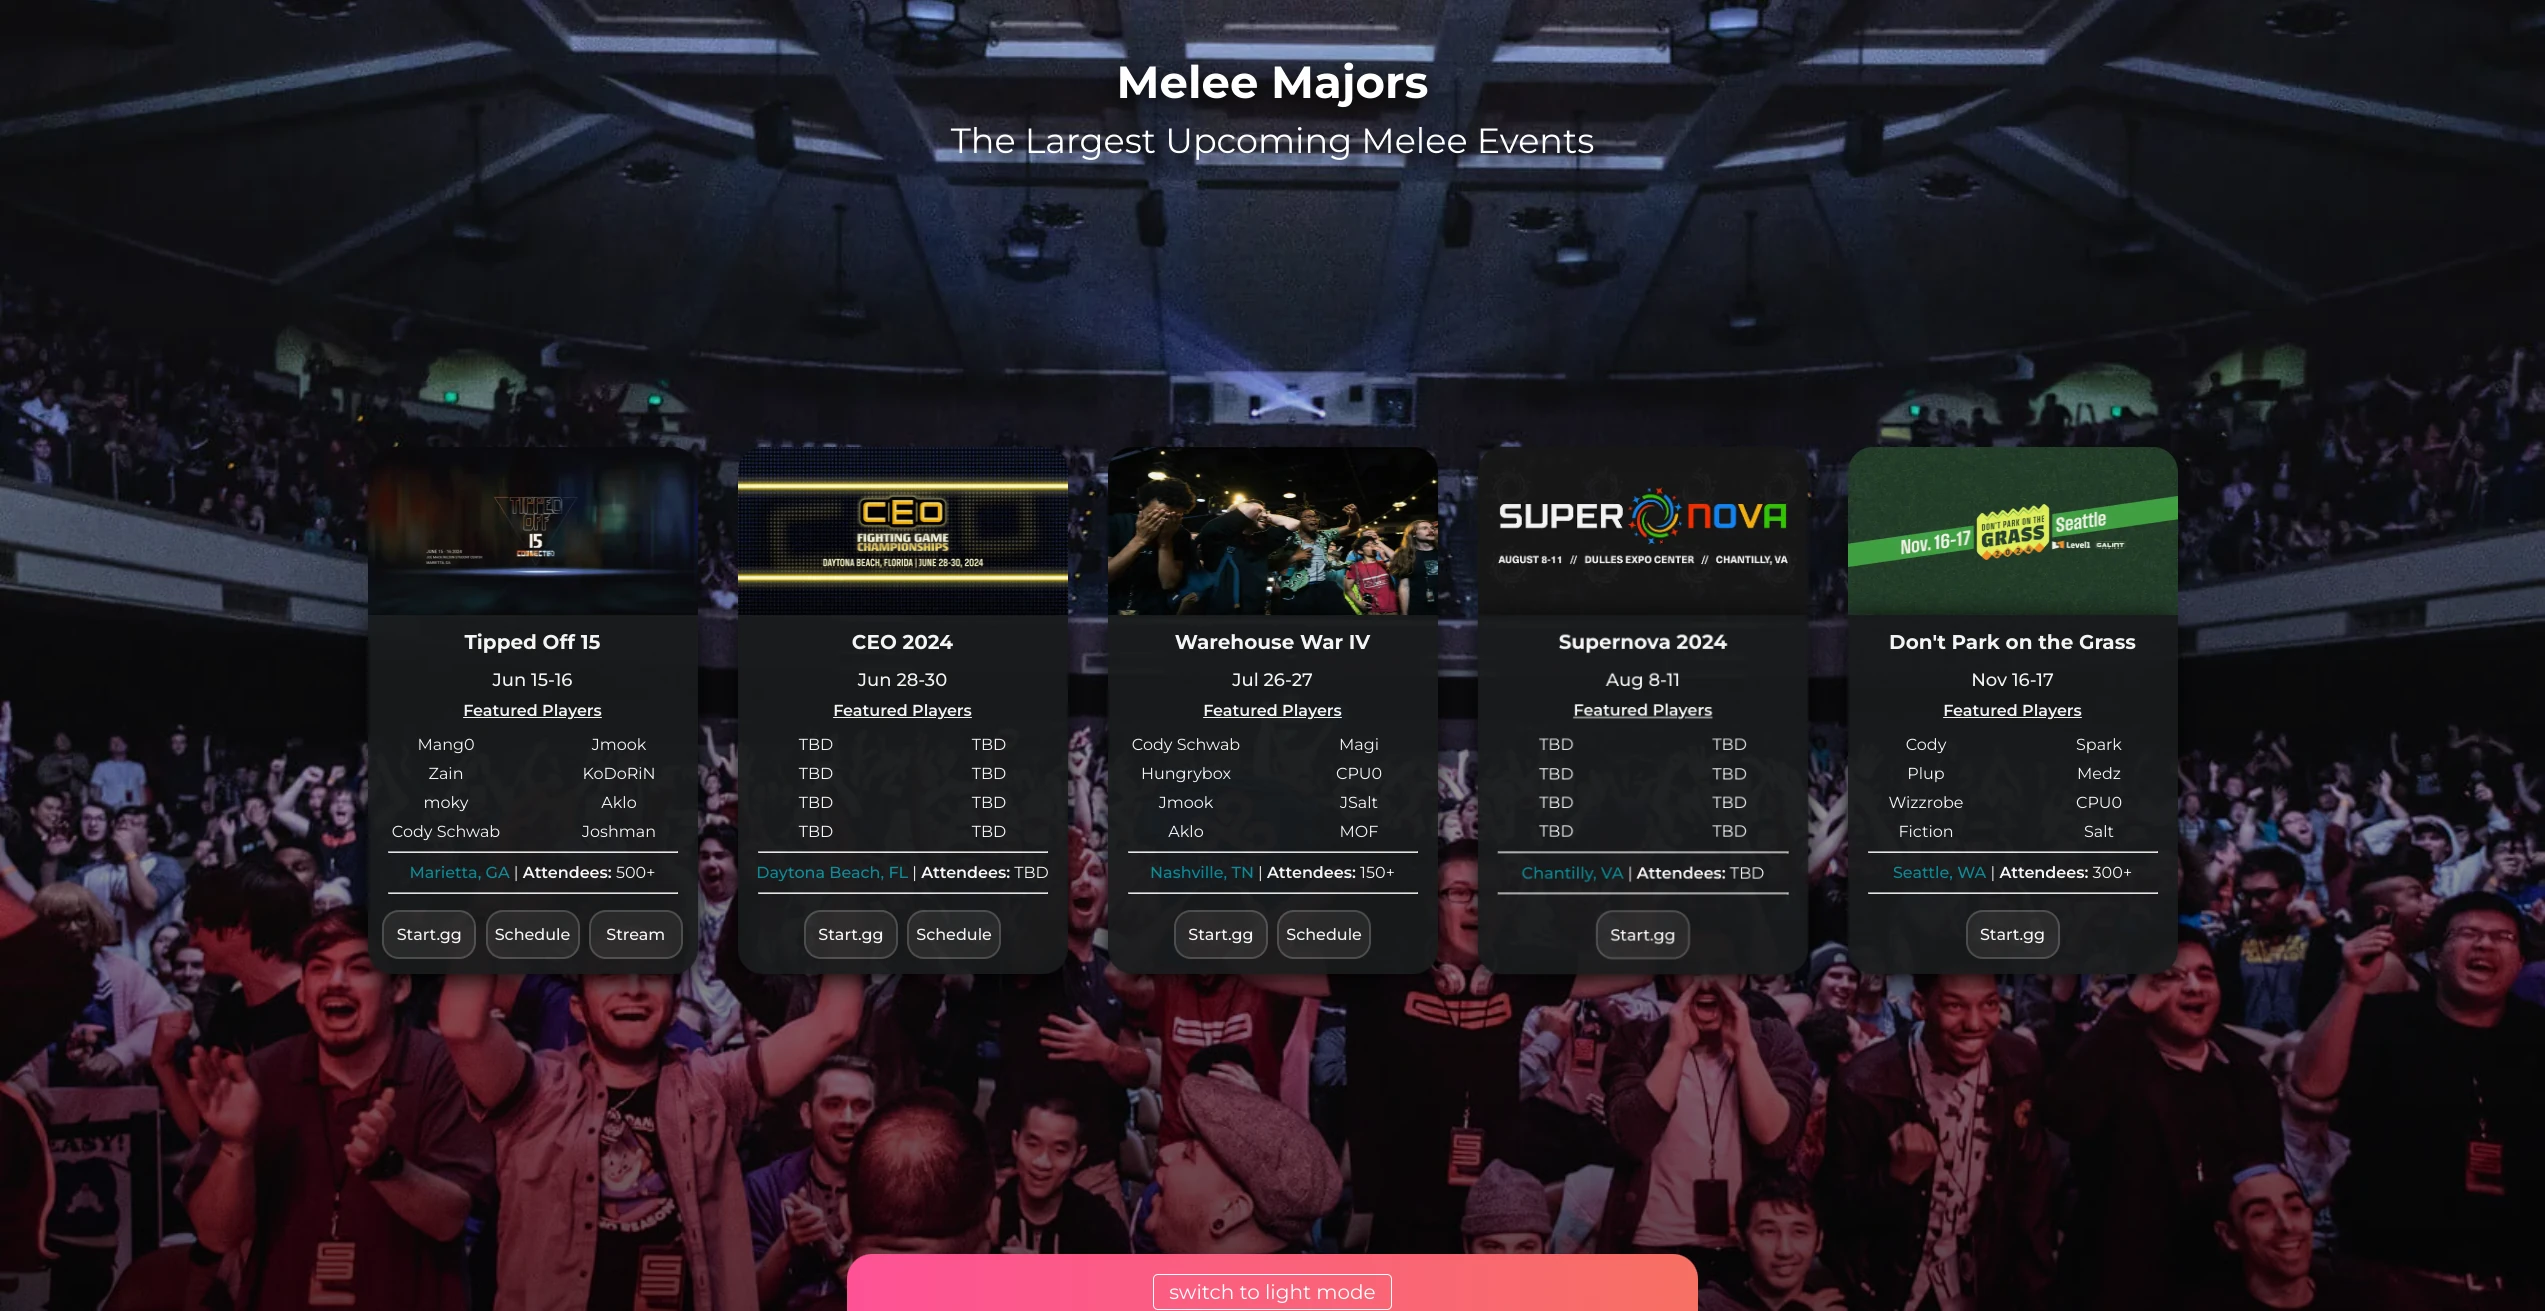 Melee Majors
The Largest Upcoming Melee Events
TIPPED
OFF
15
CONNECTED
Tipped Off 15
Jun 15-16
Featured Players
Mang0 Jmook
Zain KoDoRiN
moky Aklo
Cody Schwab Joshman
Marietta, GA | Attendees: 500+
Start.gg Schedule Stream
CEO
FIGHTING GAME
CHAMPIONSHIPS
DAYTONA BEACH, FLORIDA | JUNE 28-30, 2024
CEO 2024
Jun 28-30
Featured Players
TBD TBD
TBD TBD
TBD TBD
TBD TBD
Daytona Beach, FL | Attendees: TBD
Start.gg Schedule
Warehouse War IV
Jul 26-27
Featured Players
Cody Schwab Magi
Hungrybox CPU0
Jmook JSalt
Aklo MOF
Nashville, TN | Attendees: 150+
Start.gg Schedule
SUPER NOVA
AUGUST 8-11 // DULLES EXPO CENTER // CHANTILLY, VA
Supernova 2024
Aug 8-11
Featured Players
TBD TBD
TBD TBD
TBD TBD
TBD TBD
Chantilly, VA | Attendees: TBD
Start.gg
Nov. 16-17
DON'T PARK ON THE
GRASS
2024
Seattle
Level1 GALINT
Don't Park on the Grass
Nov 16-17
Featured Players
Cody Spark
Plup Medz
Wizzrobe CPU0
Fiction Salt
Seattle, WA | Attendees: 300+
Start.gg
EASY!
switch to light mode